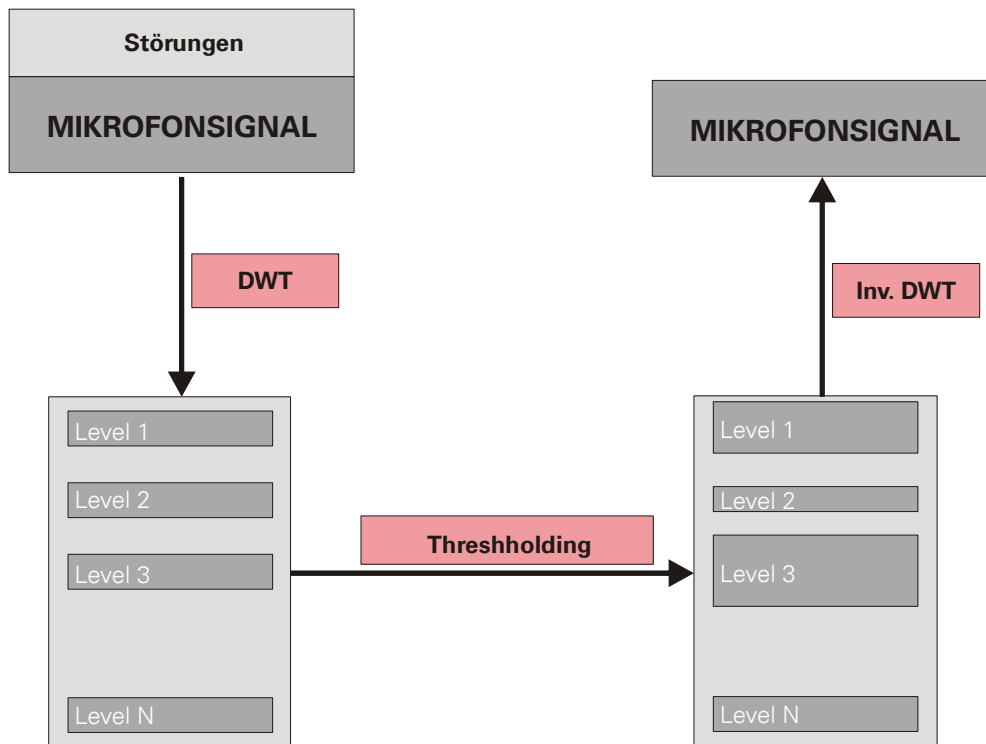 Störungen
MIKROFONSIGNAL
DWT
Level 1
Level 2
Level 3
Level N
Threshholding
MIKROFONSIGNAL
Inv. DWT
Level 1
Level 2
Level 3
Level N